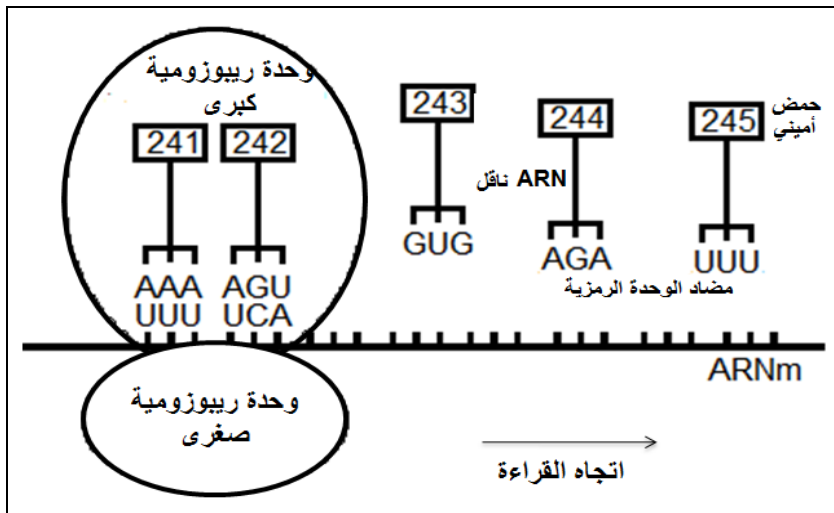 وحدة ريبوزومية
كبرى
241 242 243 244 245
حمض
أميني
ARN ناقل
GUG
AGA
UUU
AAA AGU
UUU UCA
مضاد الوحدة الرمزية
ARNm
وحدة ريبوزومية
صغرى
اتجاه القراءة